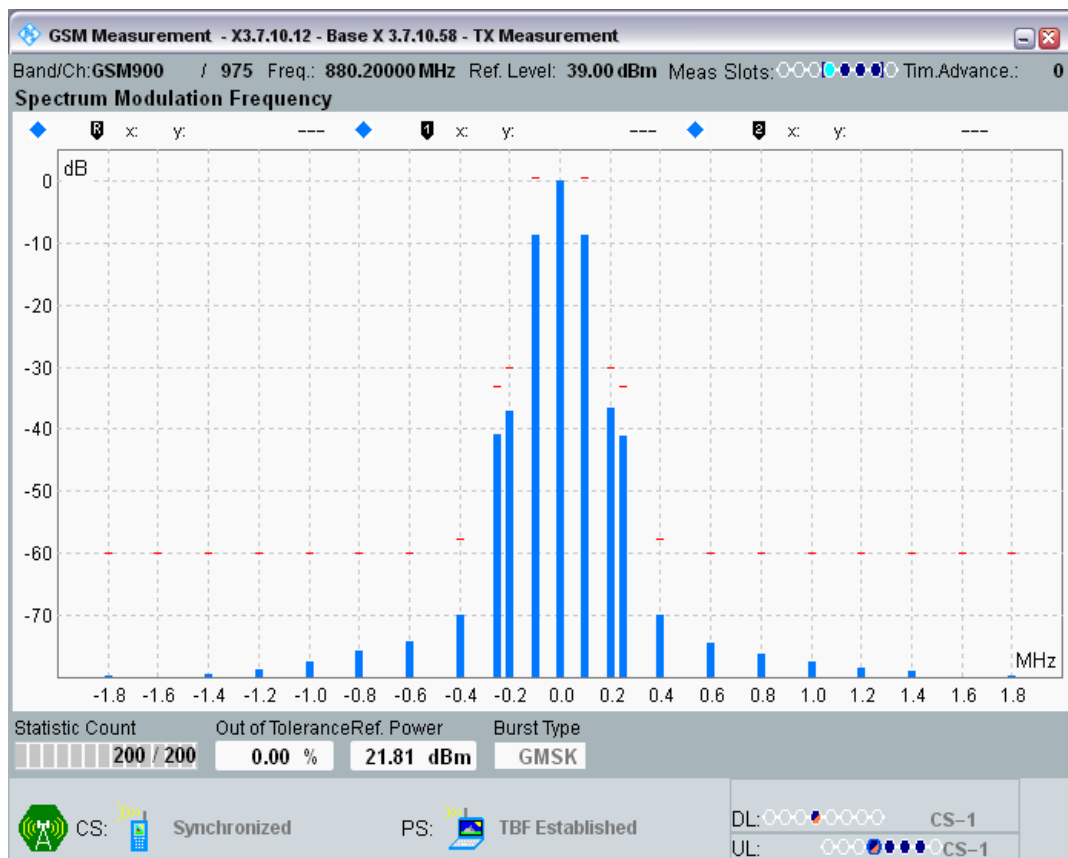 GSM Measurement - X3.7.10.12 - Base X 3.7.10.58 - TX Measurement
Band/Ch:GSM900 / 975 Freq.: 880.20000 MHz Ref. Level: 39.00 dBm Meas Slots: Tim.Advance.: 0
Spectrum Modulation Frequency
R x: y: --- 1 x: y: --- 2 x: y: ---
dB
0
-10
-20
-30
-40
-50
-60
-70
MHz
-1.8 -1.6 -1.4 -1.2 -1.0 -0.8 -0.6 -0.4 -0.2 0.0 0.2 0.4 0.6 0.8 1.0 1.2 1.4 1.6 1.8
Statistic Count Out of Tolerance Ref. Power Burst Type
200 / 200 0.00 % 21.81 dBm GMSK
CS: Synchronized PS: TBF Established
DL: CS-1
UL: CS-1